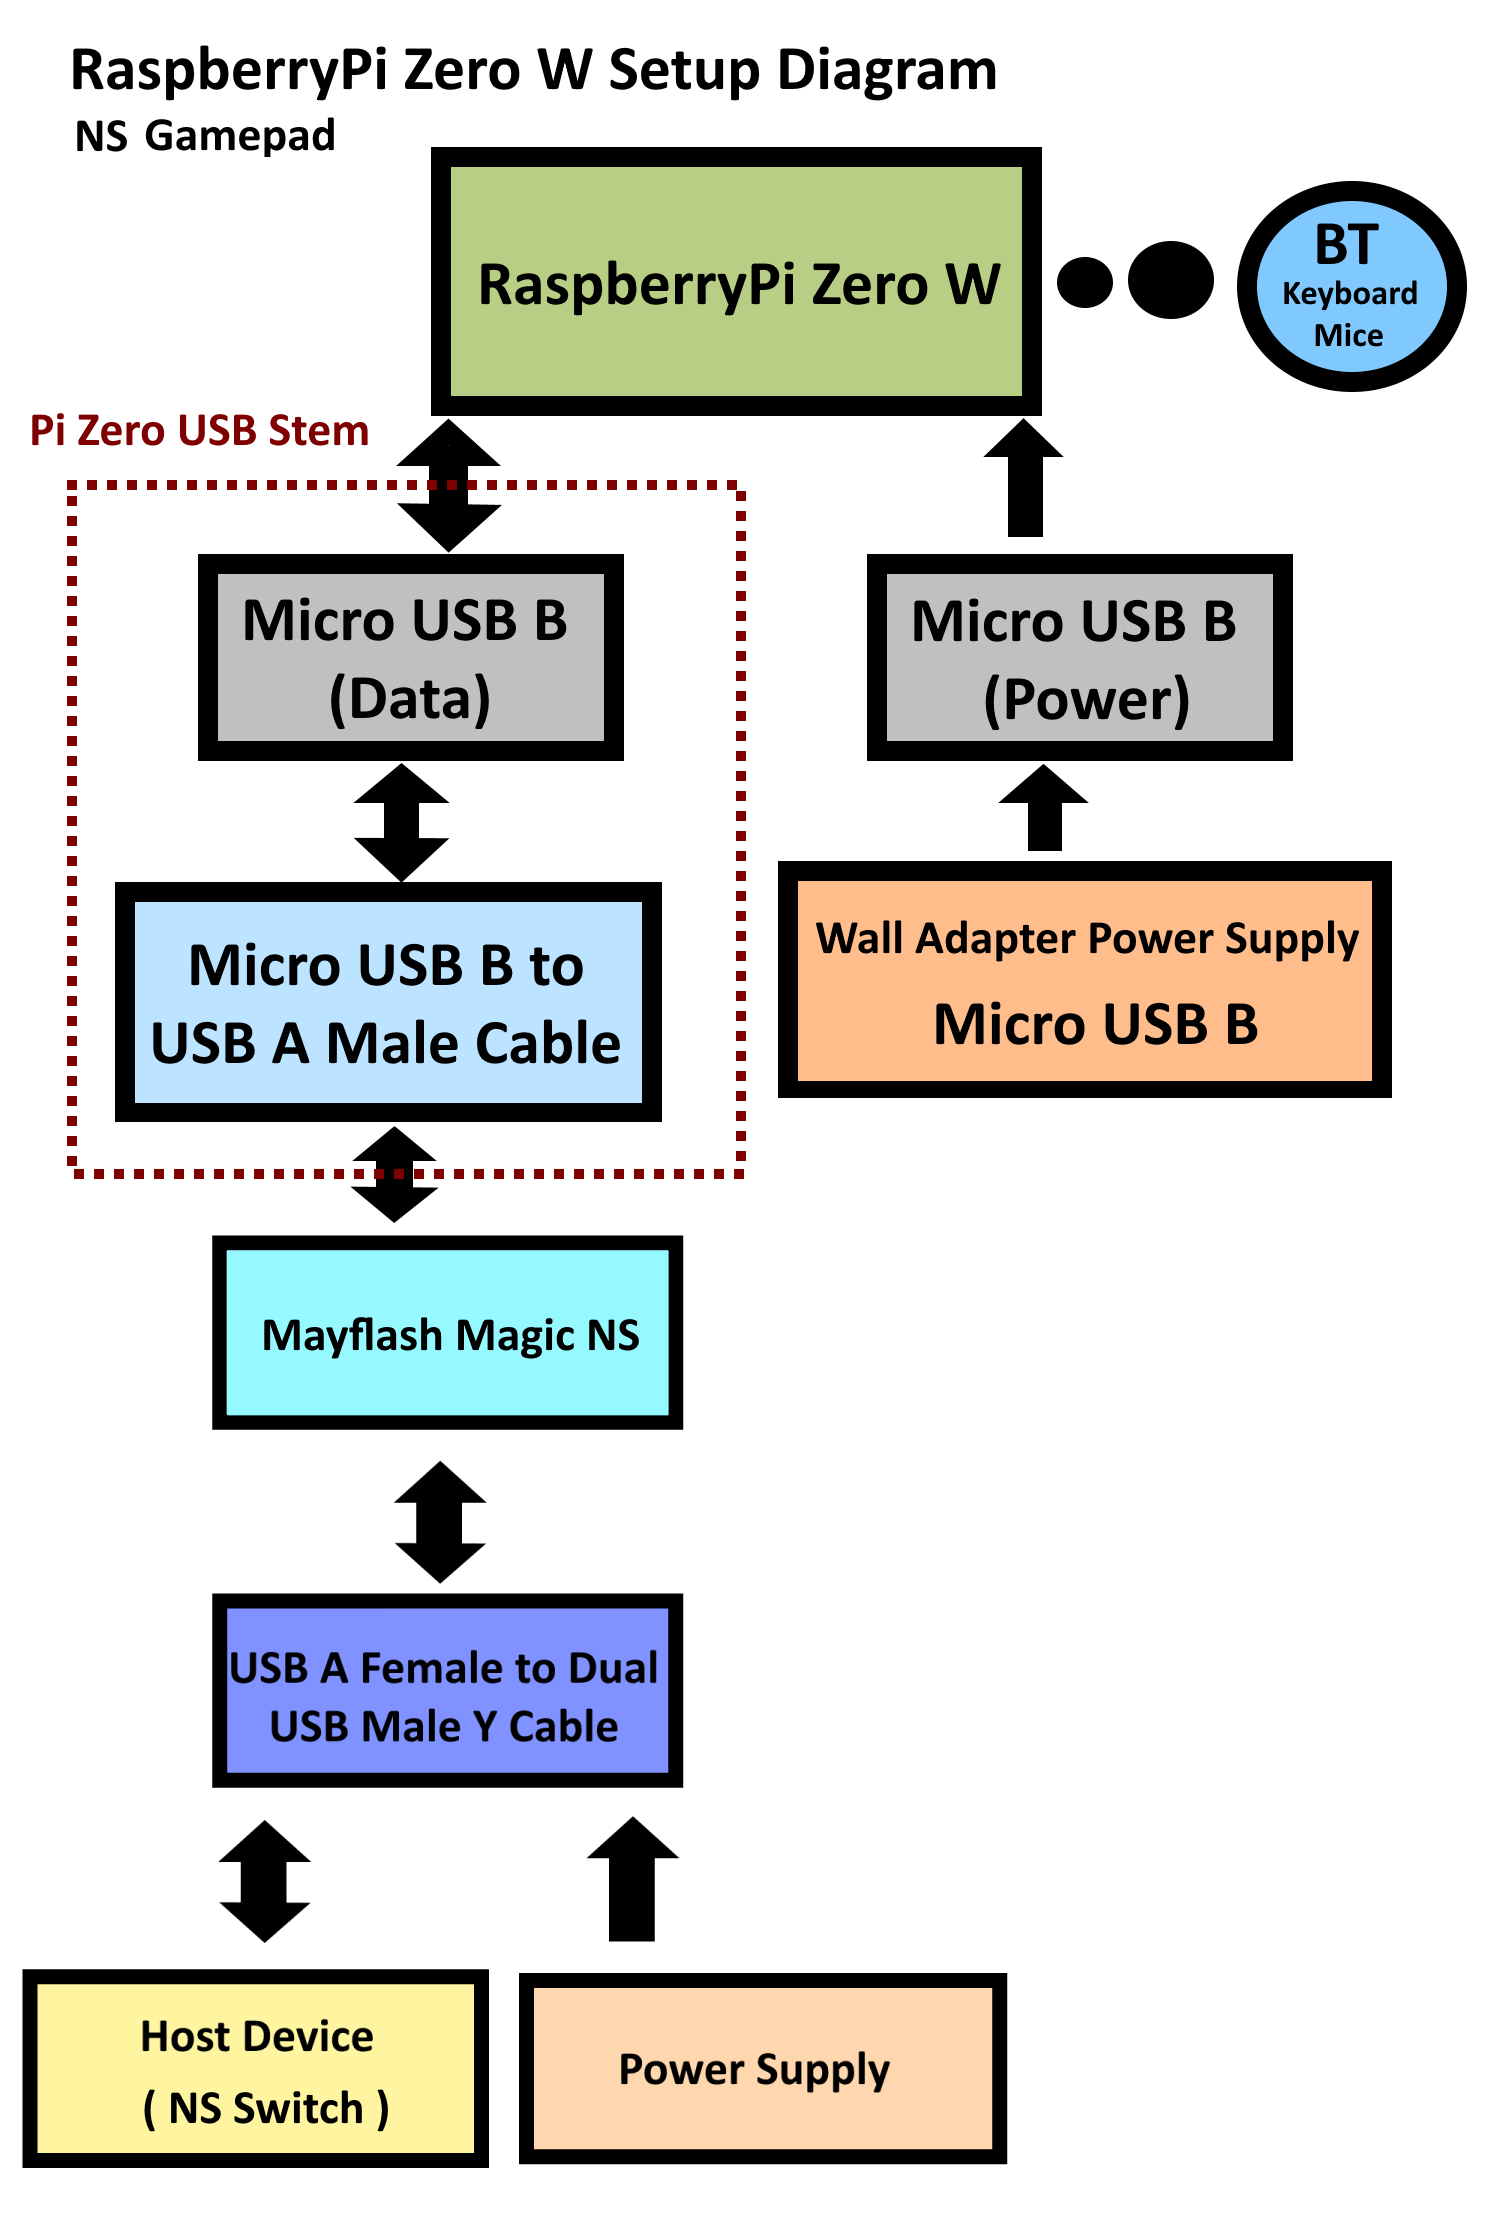 RaspberryPi Zero W Setup Diagram
NS Gamepad
RaspberryPi Zero W
BT
Keyboard
Mice
Pi Zero USB Stem
Micro USB B
(Data)
Micro USB B
(Power)
Micro USB B to
USB A Male Cable
Wall Adapter Power Supply
Micro USB B
Mayflash Magic NS
USB A Female to Dual
USB Male Y Cable
Host Device
( NS Switch )
Power Supply